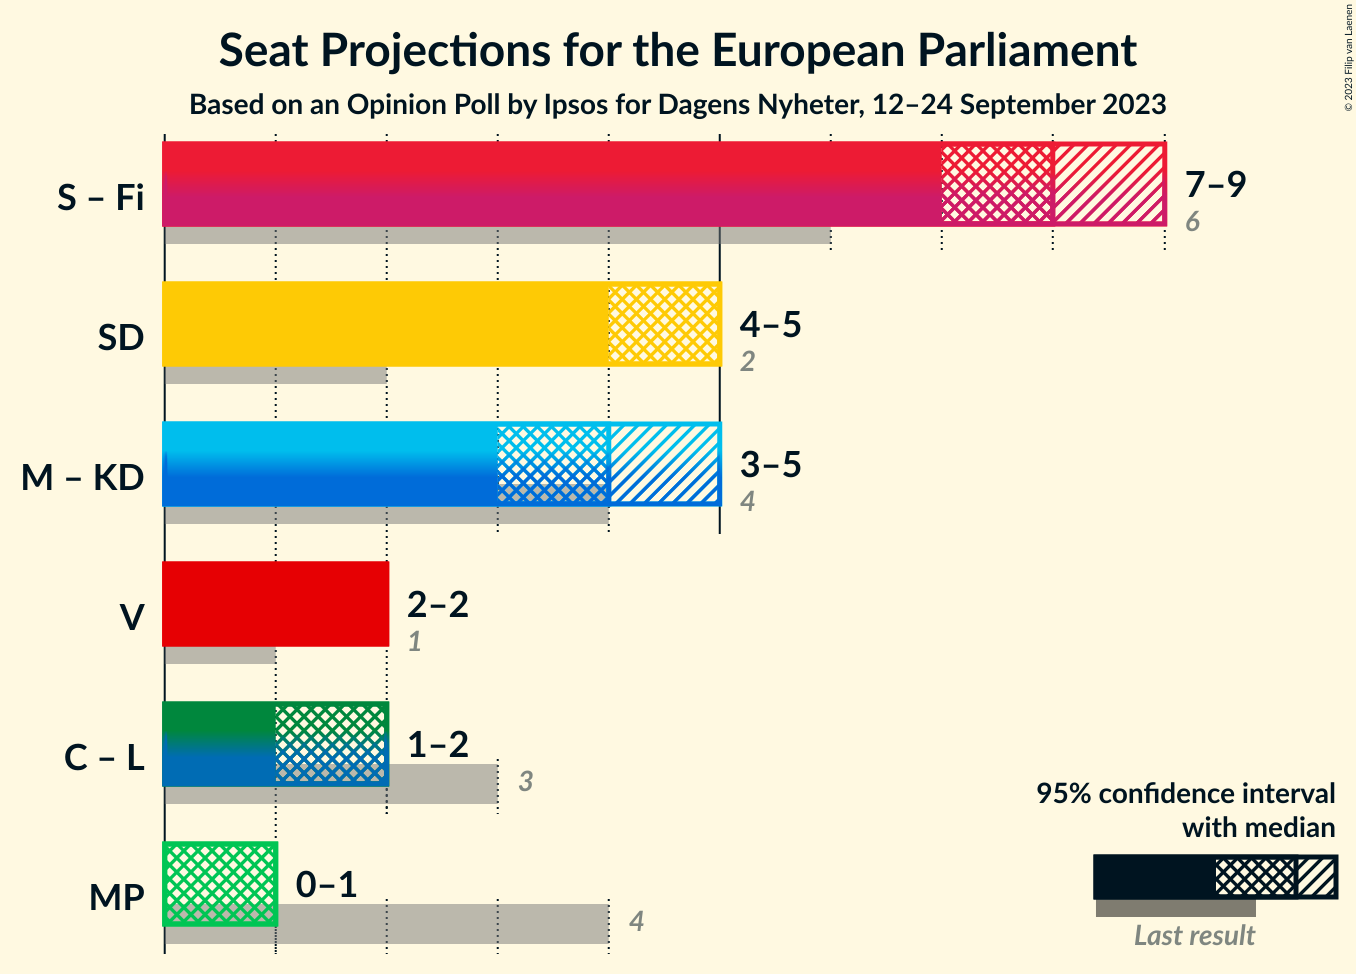 Seat Projections for the European Parliament
Based on an Opinion Poll by Ipsos for Dagens Nyheter, 12–24 September 2023
© 2023 Filip van Laenen
S – Fi
7–9
6
SD
4–5
2
M – KD
3–5
4
V
2–2
1
C – L
1–2
3
MP
0–1
4
95% confidence interval
with median
Last result